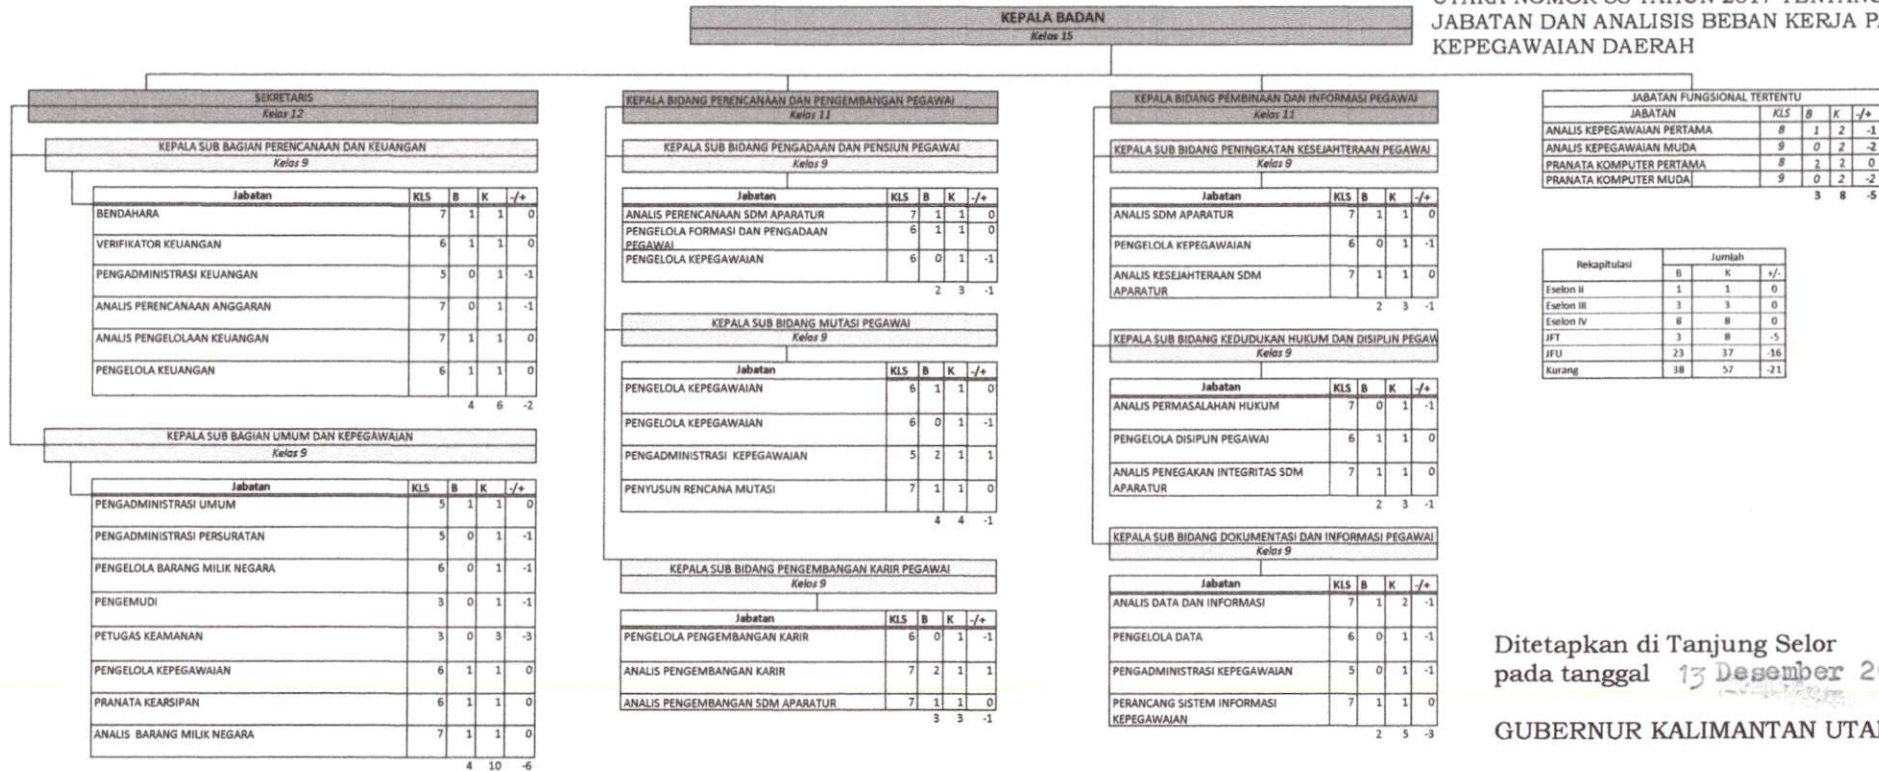 UTARA NOMOR
JABATAN DAN ANALISIS BEBAN KERJA
KEPEGAWAIAN DAERAH
KEPALA BADAN
Kelas 15
SEKRETARIS
Kelas 12
KEPALA SUB BAGIAN PERENCANAAN DAN KEUANGAN
Kelas 9
Jabatan KLS B K -/+
BENDAHARA 7 1 1 0
VERIFIKATOR KEUANGAN 6 1 1 0
PENGADMINISTRASI KEUANGAN 5 0 1 -1
ANALIS PERENCANAAN ANGGARAN 7 0 1 -1
ANALIS PENGELOLAAN KEUANGAN 7 1 1 0
PENGELOLA KEUANGAN 6 1 1 0
4 6 -2
KEPALA SUB BAGIAN UMUM DAN KEPEGAWAIAN
Kelas 9
Jabatan KLS B K -/+
PENGADMINISTRASI UMUM 5 1 1 0
PENGADMINISTRASI PERSURATAN 5 0 1 -1
PENGELOLA BARANG MILIK NEGARA 6 0 1 -1
PENGEMUDI 3 0 1 -1
PETUGAS KEAMANAN 3 0 3 -3
PENGELOLA KEPEGAWAIAN 6 1 1 0
PRANATA KEARSIPAN 6 1 1 0
ANALIS BARANG MILIK NEGARA 7 1 1 0
4 10 -6
KEPALA BIDANG PERENCANAAN DAN PENGEMBANGAN PEGAWAI
Kelas 11
KEPALA SUB BIDANG PENGADAAN DAN PENSIUN PEGAWAI
Kelas 9
Jabatan KLS B K -/+
ANALIS PERENCANAAN SDM APARATUR 7 1 1 0
PENGELOLA FORMASI DAN PENGADAAN 6 1 1 0
PEGAWAI
PENGELOLA KEPEGAWAIAN 6 0 1 -1
2 3 -1
KEPALA SUB BIDANG MUTASI PEGAWAI
Kelas 9
Jabatan KLS B K -/+
PENGELOLA KEPEGAWAIAN 6 1 1 0
PENGELOLA KEPEGAWAIAN 6 0 1 -1
PENGADMINISTRASI KEPEGAWAIAN 5 2 1 1
PENYUSUN RENCANA MUTASI 7 1 1 0
4 4 -1
KEPALA SUB BIDANG PENGEMBANGAN KARIR PEGAWAI
Kelas 9
Jabatan KLS B K -/+
PENGELOLA PENGEMBANGAN KARIR 6 0 1 -1
ANALIS PENGEMBANGAN KARIR 7 2 1 1
ANALIS PENGEMBANGAN SDM APARATUR 7 1 1 0
3 3 -1
KEPALA BIDANG PEMBINAAN DAN INFORMASI PEGAWAI
Kelas 11
KEPALA SUB BIDANG PENINGKATAN KESEJAHTERAAN PEGAWAI
Kelas 9
Jabatan KLS B K -/+
ANALIS SDM APARATUR 7 1 1 0
PENGELOLA KEPEGAWAIAN 6 0 1 -1
ANALIS KESEJAHTERAAN SDM 7 1 1 0
APARATUR
2 3 -1
KEPALA SUB BIDANG KEDUDUKAN HUKUM DAN DISIPLIN PEGAW
Kelas 9
Jabatan KLS B K -/+
ANALIS PERMASALAHAN HUKUM 7 0 1 -1
PENGELOLA DISIPLIN PEGAWAI 6 1 1 0
ANALIS PENEGAKAN INTEGRITAS SDM 7 1 1 0
APARATUR
2 3 -1
KEPALA SUB BIDANG DOKUMENTASI DAN INFORMASI PEGAWAI
Kelas 9
Jabatan KLS B K -/+
ANALIS DATA DAN INFORMASI 7 1 2 -1
PENGELOLA DATA 6 0 1 -1
PENGADMINISTRASI KEPEGAWAIAN 5 0 1 -1
PERANCANG SISTEM INFORMASI 7 1 1 0
KEPEGAWAIAN
2 5 -3
JABATAN FUNGSIONAL TERTENTU
JABATAN KLS B K -/+
ANALIS KEPEGAWAIAN PERTAMA 8 1 2 -1
ANALIS KEPEGAWAIAN MUDA 9 0 2 -2
PRANATA KOMPUTER PERTAMA 8 2 2 0
PRANATA KOMPUTER MUDA 9 0 2 -2
3 8 -5
Rekapitulasi Jumlah
B K +/-
Eselon II 1 1 0
Eselon III 3 3 0
Eselon IV 8 8 0
JFT 3 8 -5
JFU 23 37 -16
Kurang 38 57 -21
Ditetapkan di Tanjung Selor
pada tanggal 13 Desember
GUBERNUR KALIMANTAN